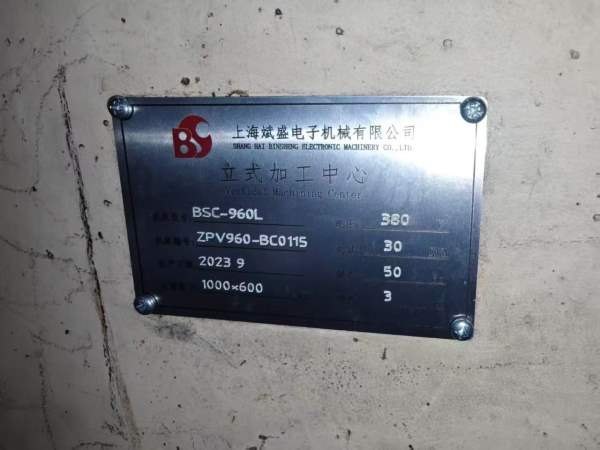 BSC
上海斌盛电子机械有限公司
SHANG HAI BINSHENG ELECTRONIC MACHINERY CO.,LTD
立式加工中心
Vertical Machining Center
BSC-960L 380
ZPV960-BC0115 30
2023 9 50
1000×600 3